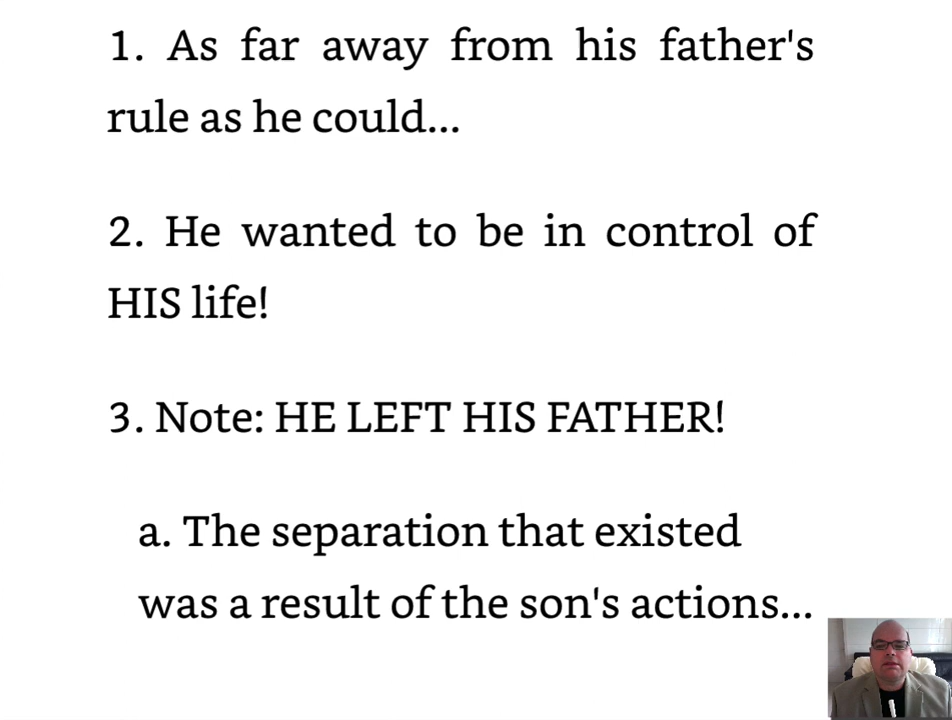 1. As far away from his father's
rule as he could...
2. He wanted to be in control of
HIS life!
3. Note: HE LEFT HIS FATHER!
a. The separation that existed
was a result of the son's actions...